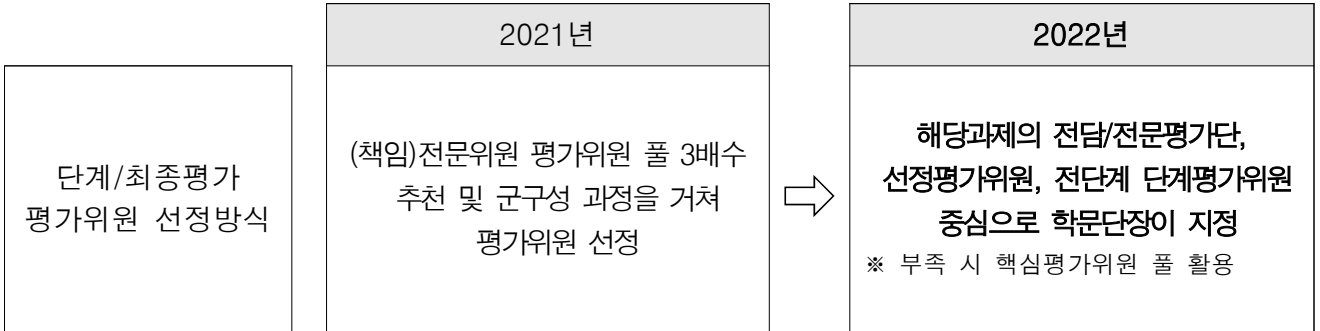 단계/최종평가
평가위원 선정방식
2021년
(책임)전문위원 평가위원 풀 3배수
추천 및 군구성 과정을 거쳐
평가위원 선정
2022년
해당과제의 전담/전문평가단,
선정평가위원, 전단계 단계평가위원
중심으로 학문단장이 지정
※ 부족 시 핵심평가위원 풀 활용